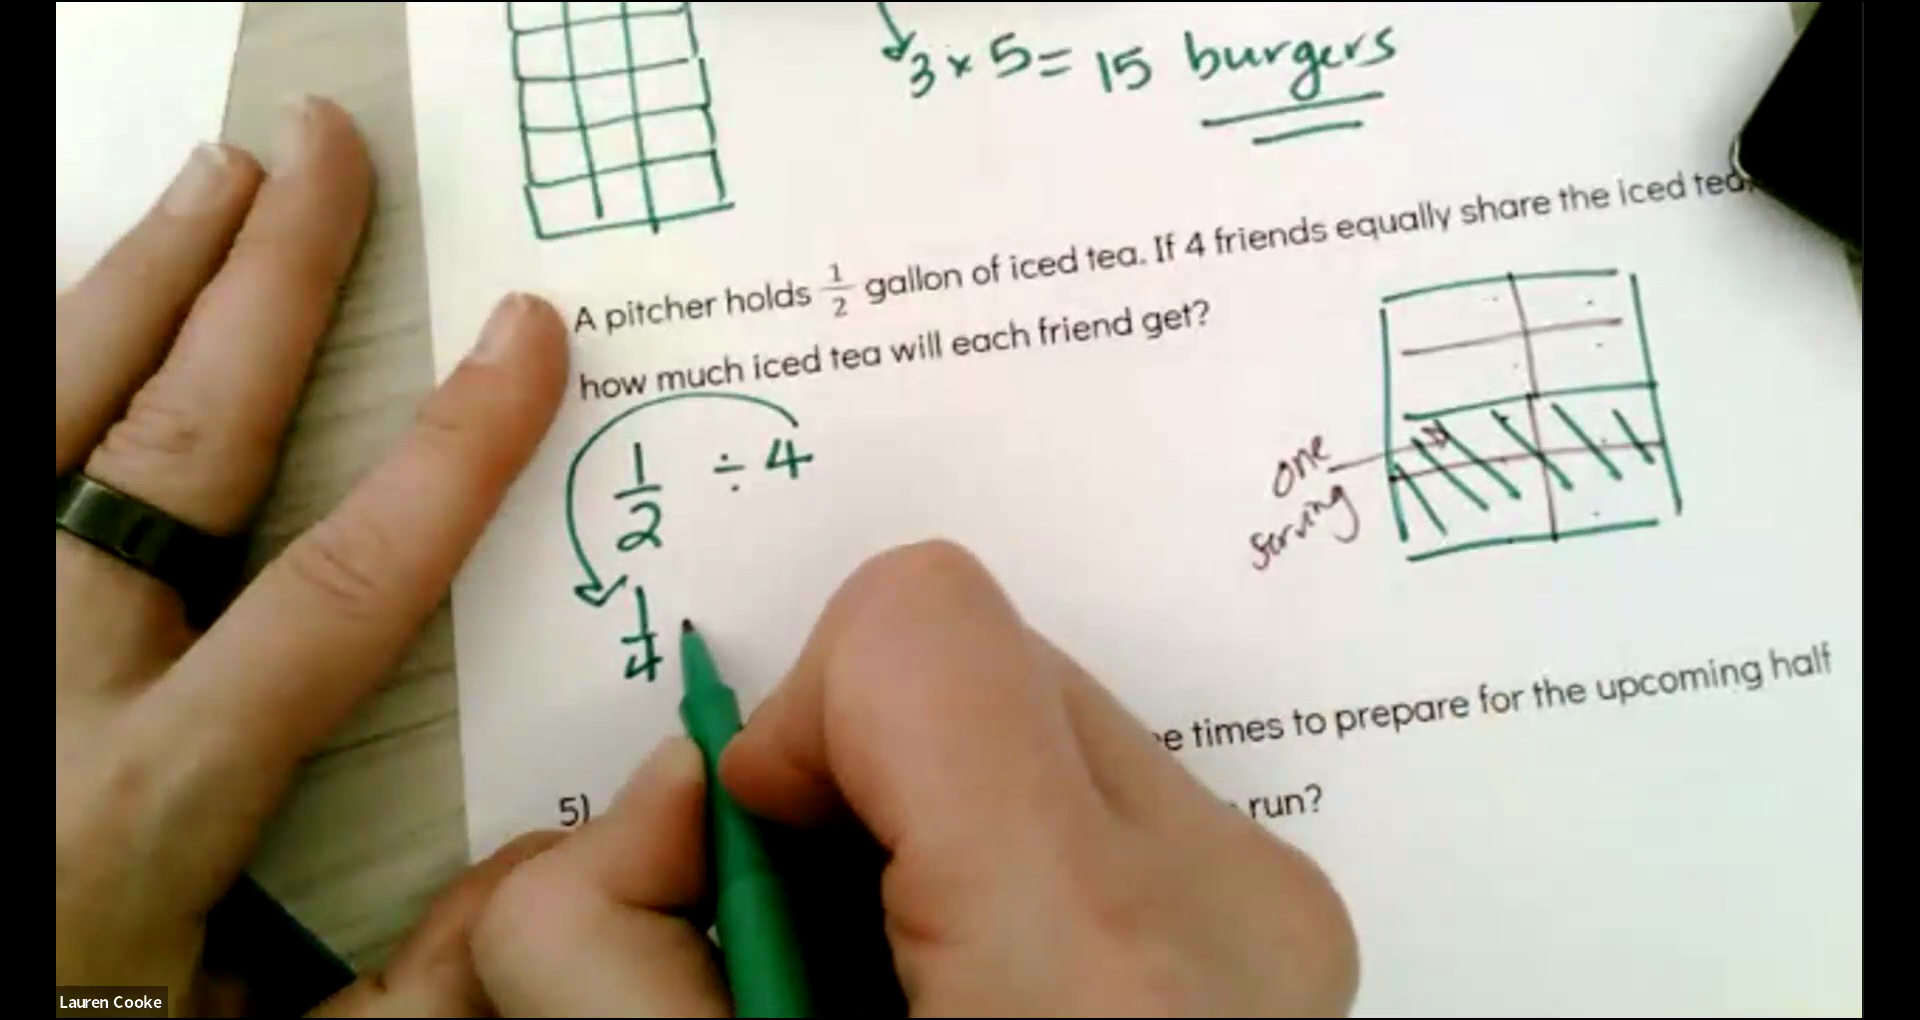 3 × 5 = 15 burgers
A pitcher holds 1/2 gallon of iced tea. If 4 friends equally share the iced tea,
how much iced tea will each friend get?
1/2 ÷ 4
1/4
one
serving
times to prepare for the upcoming half
5)
run?
Lauren Cooke